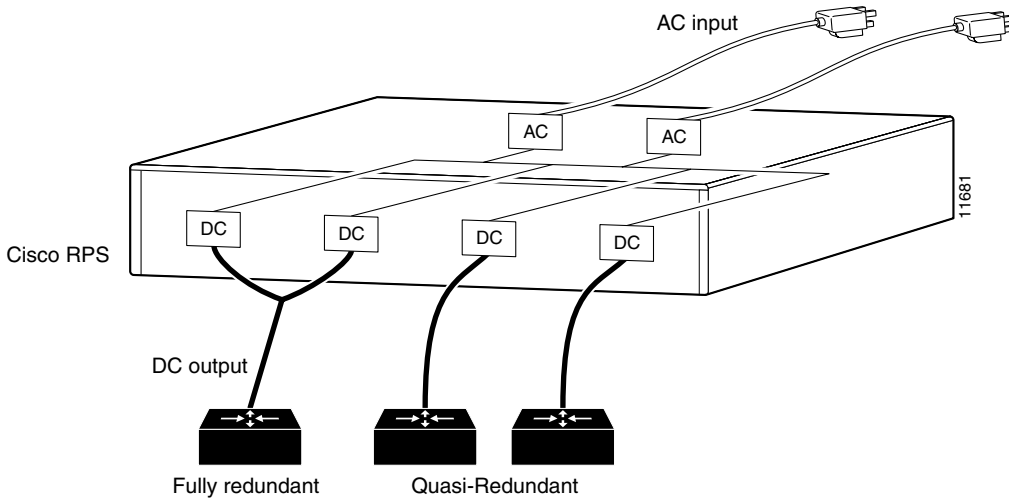 AC input
AC
AC
11681
DC
DC
DC
DC
Cisco RPS
DC output
Fully redundant
Quasi-Redundant